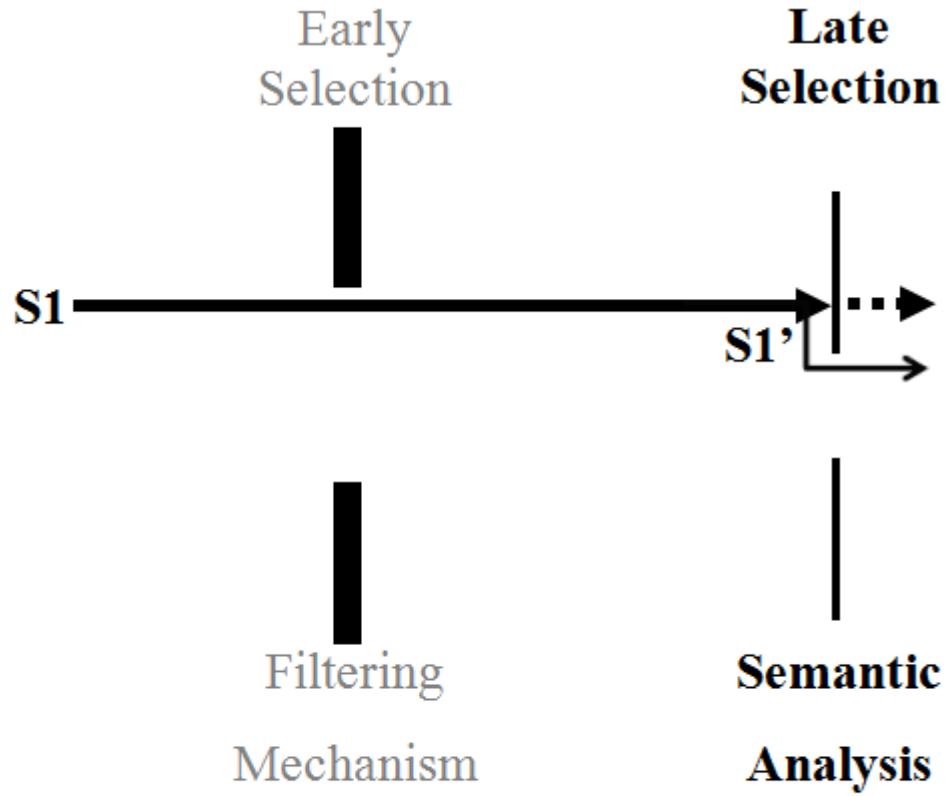 Early
Selection
Late
Selection
S1
S1’
Filtering
Mechanism
Semantic
Analysis